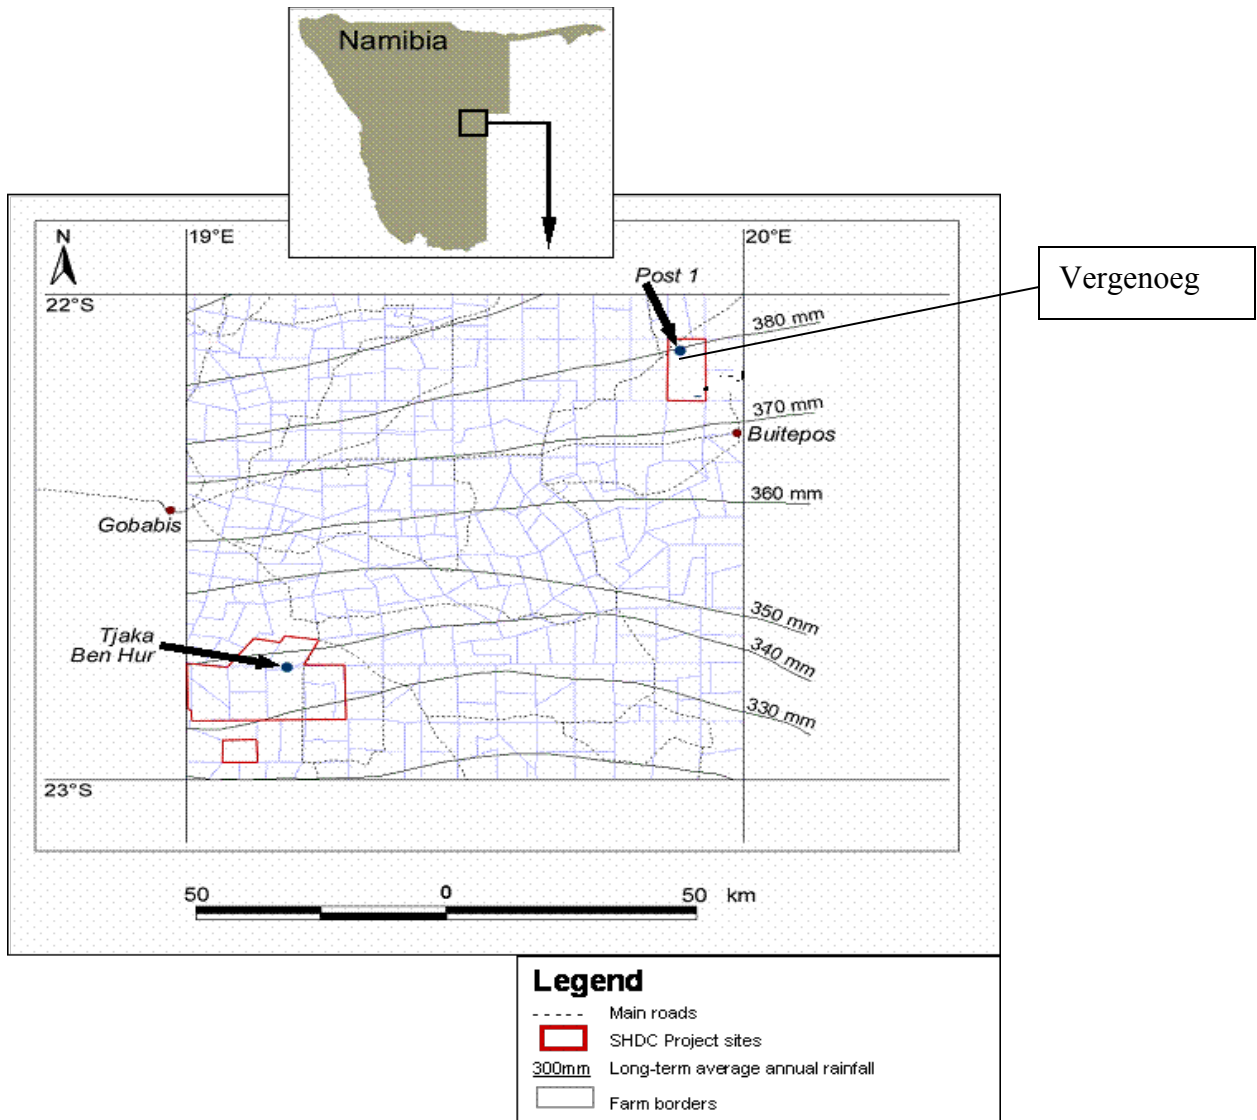 Namibia
N
19°E
20°E
Post 1
Vergenoeg
22°S
380 mm
370 mm
Buitepos
360 mm
Gobabis
350 mm
Tjaka
Ben Hur
340 mm
330 mm
23°S
50 0 50 km
Legend
Main roads
SHDC Project sites
300mm Long-term average annual rainfall
Farm borders